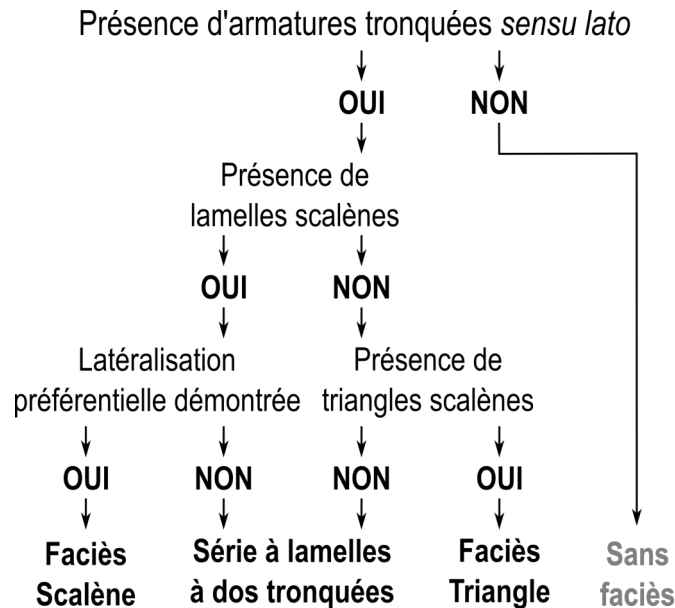 Présence d'armatures tronquées sensu lato
OUI NON
Présence de
lamelles scalènes
OUI NON
Latéralisation Présence de
préférentielle démontrée triangles scalènes
OUI NON NON OUI
Faciès Série à lamelles Faciès Sans
Scalène à dos tronquées Triangle faciès